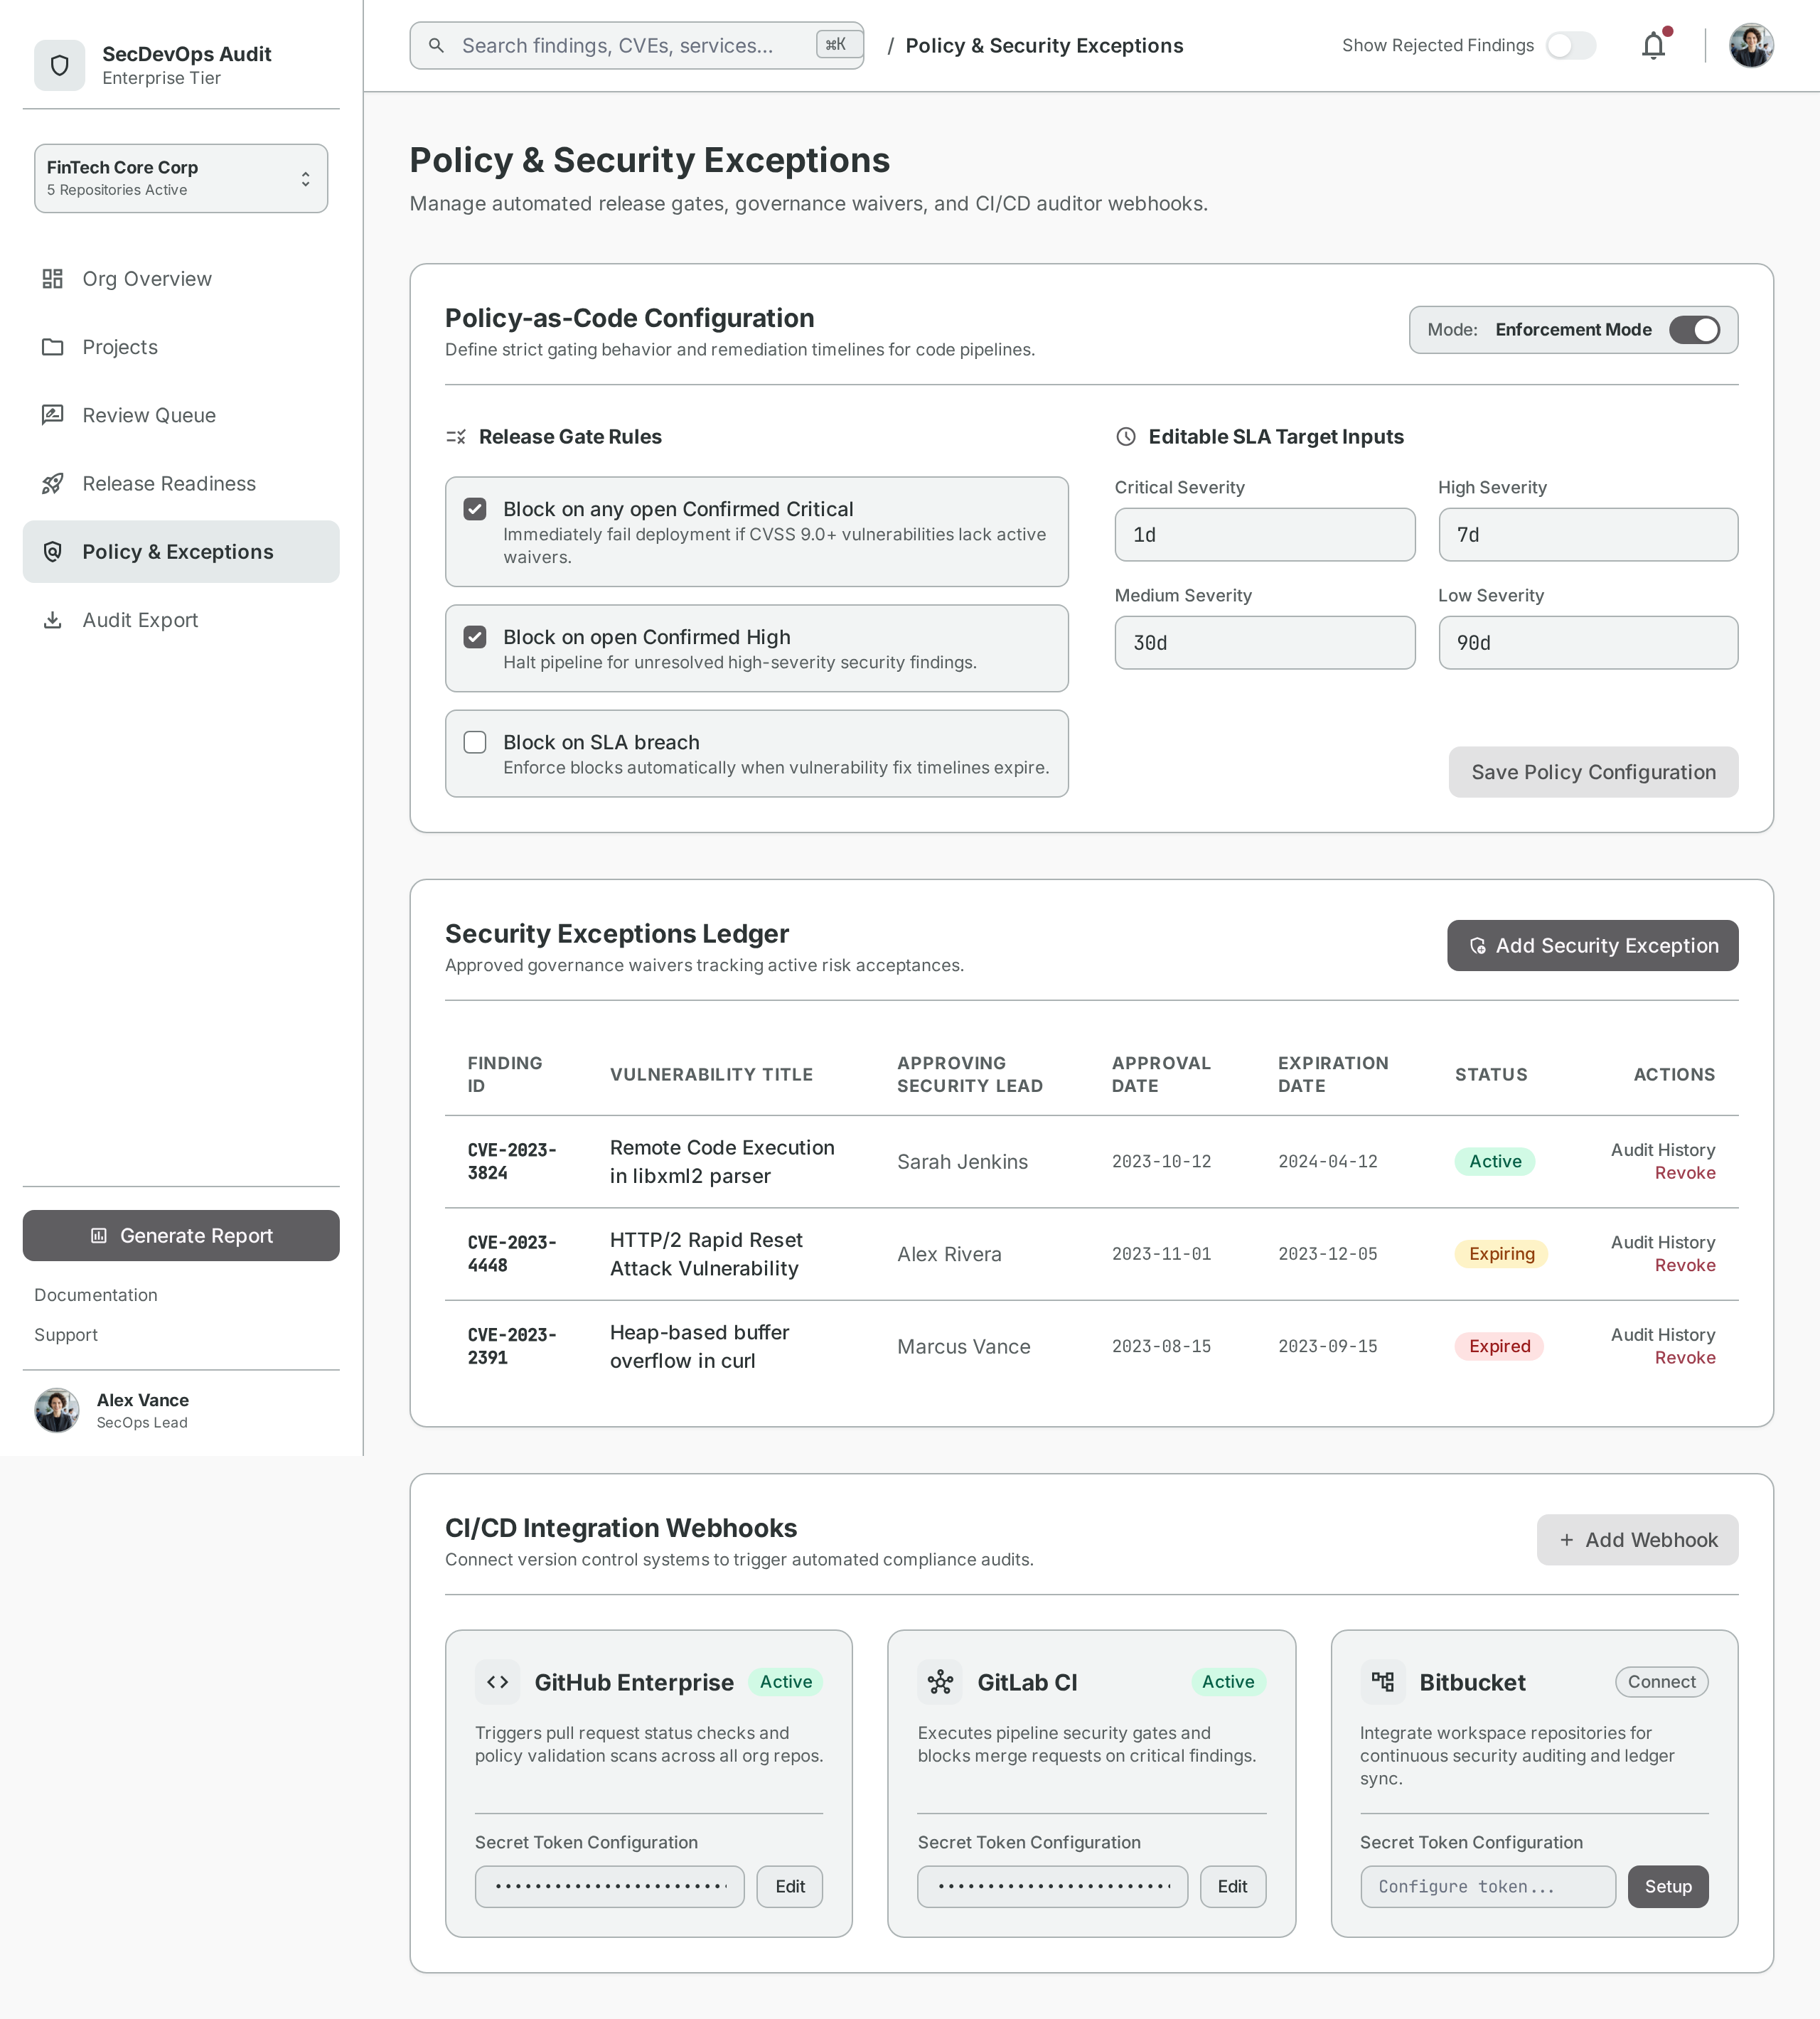 SecDevOps Audit
Enterprise Tier
FinTech Core Corp
5 Repositories Active
Org Overview
Projects
Review Queue
Release Readiness
Policy & Exceptions
Audit Export
Generate Report
Documentation
Support
Alex Vance
SecOps Lead
Search findings, CVEs, services...
⌘K
/ Policy & Security Exceptions
Show Rejected Findings
Policy & Security Exceptions
Manage automated release gates, governance waivers, and CI/CD auditor webhooks.
Policy-as-Code Configuration
Define strict gating behavior and remediation timelines for code pipelines.
Mode: Enforcement Mode
Release Gate Rules
Block on any open Confirmed Critical
Immediately fail deployment if CVSS 9.0+ vulnerabilities lack active
waivers.
Block on open Confirmed High
Halt pipeline for unresolved high-severity security findings.
Block on SLA breach
Enforce blocks automatically when vulnerability fix timelines expire.
Editable SLA Target Inputs
Critical Severity
1d
High Severity
7d
Medium Severity
30d
Low Severity
90d
Save Policy Configuration
Security Exceptions Ledger
Approved governance waivers tracking active risk acceptances.
Add Security Exception
FINDING
ID
VULNERABILITY TITLE
APPROVING
SECURITY LEAD
APPROVAL
DATE
EXPIRATION
DATE
STATUS
ACTIONS
CVE-2023-
3824
Remote Code Execution
in libxml2 parser
Sarah Jenkins
2023-10-12
2024-04-12
Active
Audit History
Revoke
CVE-2023-
4448
HTTP/2 Rapid Reset
Attack Vulnerability
Alex Rivera
2023-11-01
2023-12-05
Expiring
Audit History
Revoke
CVE-2023-
2391
Heap-based buffer
overflow in curl
Marcus Vance
2023-08-15
2023-09-15
Expired
Audit History
Revoke
CI/CD Integration Webhooks
Connect version control systems to trigger automated compliance audits.
Add Webhook
GitHub Enterprise
Active
Triggers pull request status checks and
policy validation scans across all org repos.
Secret Token Configuration
Edit
GitLab CI
Active
Executes pipeline security gates and
blocks merge requests on critical findings.
Secret Token Configuration
Edit
Bitbucket
Connect
Integrate workspace repositories for
continuous security auditing and ledger
sync.
Secret Token Configuration
Configure token...
Setup